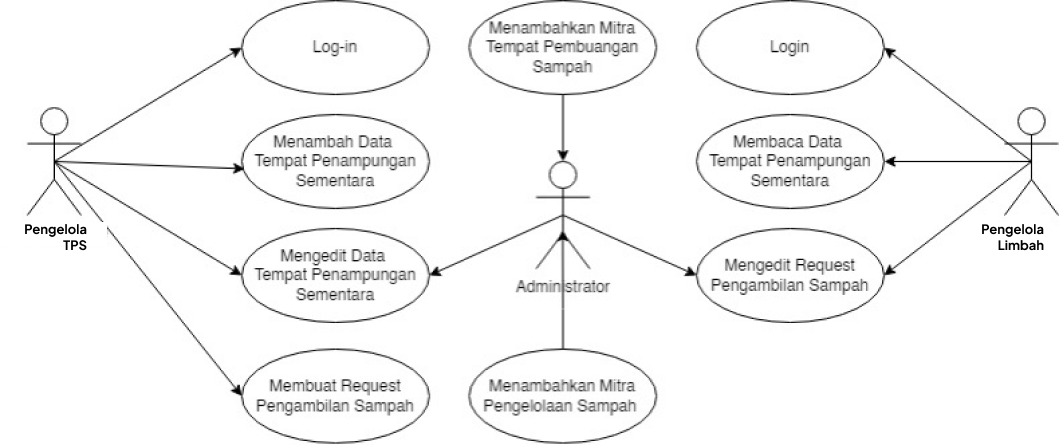 Log-in
Menambahkan Mitra
Tempat Pembuangan
Sampah
Login
Menambah Data
Tempat Penampungan
Sementara
Membaca Data
Tempat Penampungan
Sementara
Pengelola
TPS
Pengelola
Limbah
Mengedit Data
Tempat Penampungan
Sementara
Administrator
Mengedit Request
Pengambilan Sampah
Membuat Request
Pengambilan Sampah
Menambahkan Mitra
Pengelolaan Sampah